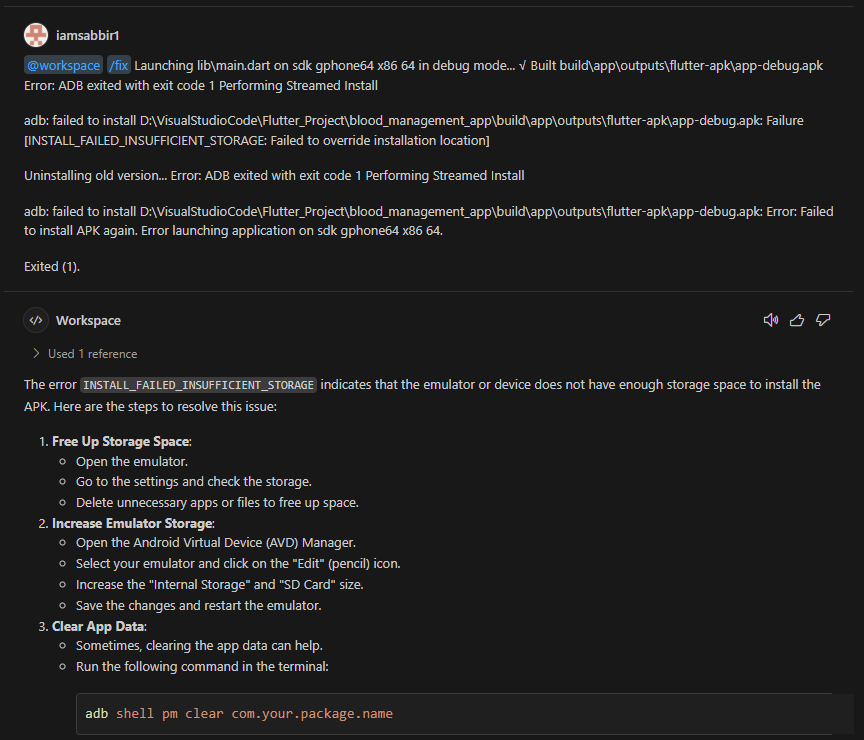 iamsabbir1
@workspace /fix Launching lib\main.dart on sdk gphone64 x86 64 in debug mode... √ Built build\app\outputs\flutter-apk\app-debug.apk
Error: ADB exited with exit code 1 Performing Streamed Install
adb: failed to install D:\VisualStudioCode\Flutter_Project\blood_management_app\build\app\outputs\flutter-apk\app-debug.apk: Failure
[INSTALL_FAILED_INSUFFICIENT_STORAGE: Failed to override installation location]
Uninstalling old version... Error: ADB exited with exit code 1 Performing Streamed Install
adb: failed to install D:\VisualStudioCode\Flutter_Project\blood_management_app\build\app\outputs\flutter-apk\app-debug.apk: Error: Failed
to install APK again. Error launching application on sdk gphone64 x86 64.
Exited (1).
Workspace
Used 1 reference
The error INSTALL_FAILED_INSUFFICIENT_STORAGE indicates that the emulator or device does not have enough storage space to install the
APK. Here are the steps to resolve this issue:
1. Free Up Storage Space:
Open the emulator.
Go to the settings and check the storage.
Delete unnecessary apps or files to free up space.
2. Increase Emulator Storage:
Open the Android Virtual Device (AVD) Manager.
Select your emulator and click on the "Edit" (pencil) icon.
Increase the "Internal Storage" and "SD Card" size.
Save the changes and restart the emulator.
3. Clear App Data:
Sometimes, clearing the app data can help.
Run the following command in the terminal:
adb shell pm clear com.your.package.name